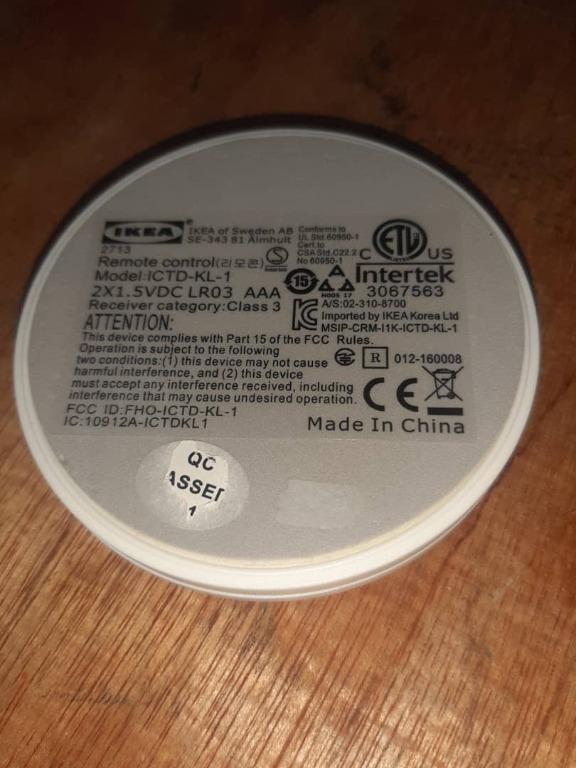 IKEA®
IKEA of Sweden AB
SE-343 81 Älmhult
2713
Conforms to
UL Std.60950-1
Cert.to
CSA Std.C22.2
No 60950-1
C ETL US
Intertek
3067563
Remote control(리모콘)
Model:ICTD-KL-1
2X1.5VDC LR03 AAA
Receiver category:Class 3
15
N005 17
A/S:02-310-8700
Imported by IKEA Korea Ltd
MSIP-CRM-I1K-ICTD-KL-1
ATTENTION:
This device complies with Part 15 of the FCC Rules.
Operation is subject to the following
two conditions:(1) this device may not cause
harmful interference, and (2) this device
must accept any interference received, including
interference that may cause undesired operation.
R 012-160008
CE
FCC ID:FHO-ICTD-KL-1
IC:10912A-ICTDKL1
Made In China
QC
1